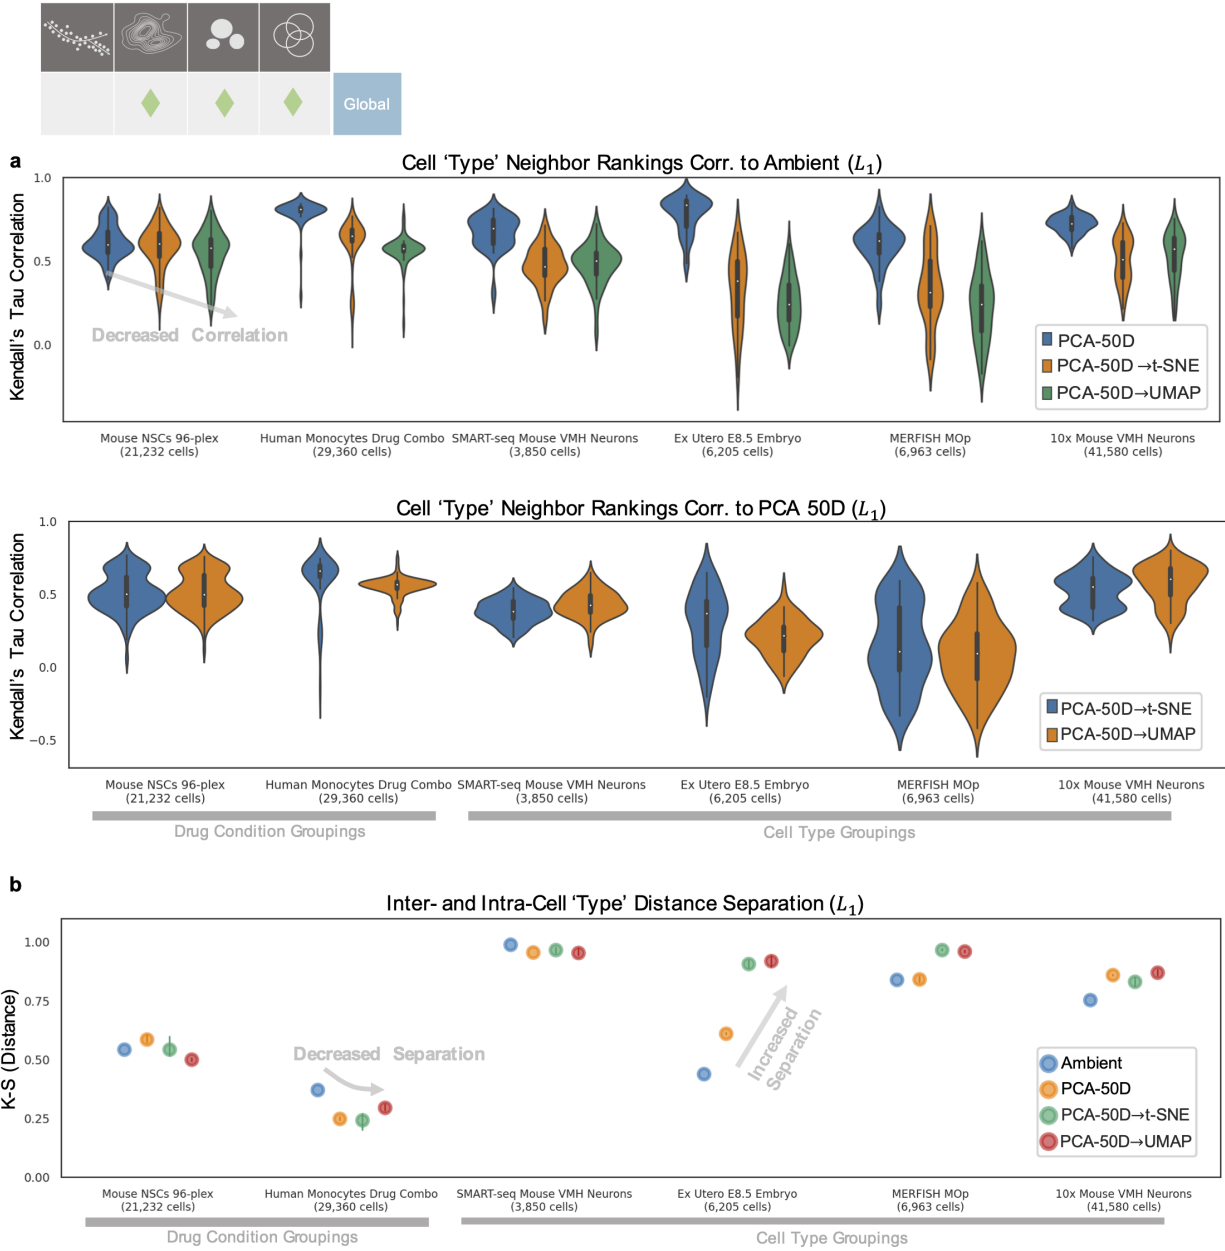 Global
a
Cell ‘Type’ Neighbor Rankings Corr. to Ambient (L₁)
Kendall’s Tau Correlation
1.0
0.5
0.0
Decreased Correlation
PCA-50D
PCA-50D→t-SNE
PCA-50D→UMAP
Mouse NSCs 96-plex
(21,232 cells)
Human Monocytes Drug Combo
(29,360 cells)
SMART-seq Mouse VMH Neurons
(3,850 cells)
Ex Utero E8.5 Embryo
(6,205 cells)
MERFISH MOp
(6,963 cells)
10x Mouse VMH Neurons
(41,580 cells)
Cell ‘Type’ Neighbor Rankings Corr. to PCA 50D (L₁)
Kendall’s Tau Correlation
1.0
0.5
0.0
−0.5
PCA-50D→t-SNE
PCA-50D→UMAP
Mouse NSCs 96-plex
(21,232 cells)
Human Monocytes Drug Combo
(29,360 cells)
SMART-seq Mouse VMH Neurons
(3,850 cells)
Ex Utero E8.5 Embryo
(6,205 cells)
MERFISH MOp
(6,963 cells)
10x Mouse VMH Neurons
(41,580 cells)
Drug Condition Groupings
Cell Type Groupings
b
Inter- and Intra-Cell ‘Type’ Distance Separation (L₁)
K-S (Distance)
1.00
0.75
0.50
0.25
0.00
Decreased Separation
Increased
Separation
Ambient
PCA-50D
PCA-50D→t-SNE
PCA-50D→UMAP
Mouse NSCs 96-plex
(21,232 cells)
Human Monocytes Drug Combo
(29,360 cells)
SMART-seq Mouse VMH Neurons
(3,850 cells)
Ex Utero E8.5 Embryo
(6,205 cells)
MERFISH MOp
(6,963 cells)
10x Mouse VMH Neurons
(41,580 cells)
Drug Condition Groupings
Cell Type Groupings